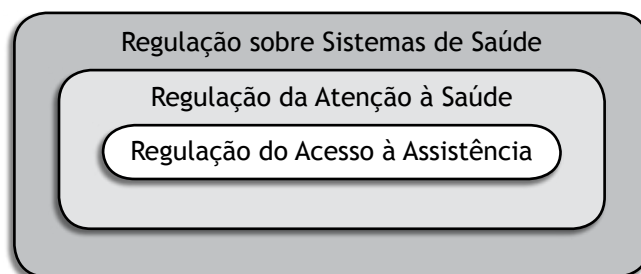 Regulação sobre Sistemas de Saúde
Regulação da Atenção à Saúde
Regulação do Acesso à Assistência